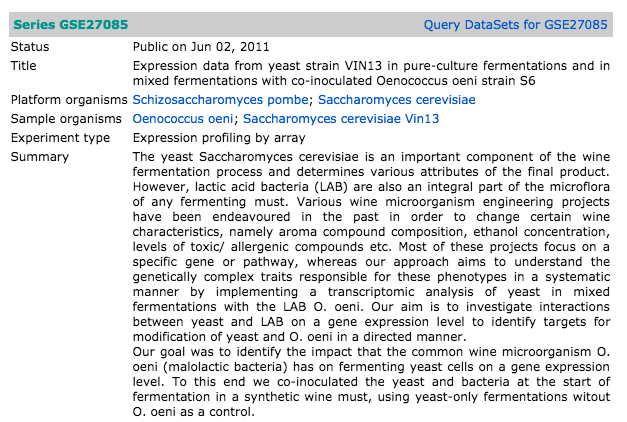 Series GSE27085 Query DataSets for GSE27085
Status Public on Jun 02, 2011
Title Expression data from yeast strain VIN13 in pure-culture fermentations and in
mixed fermentations with co-inoculated Oenococcus oeni strain S6
Platform organisms Schizosaccharomyces pombe; Saccharomyces cerevisiae
Sample organisms Oenococcus oeni; Saccharomyces cerevisiae Vin13
Experiment type Expression profiling by array
Summary The yeast Saccharomyces cerevisiae is an important component of the wine
fermentation process and determines various attributes of the final product.
However, lactic acid bacteria (LAB) are also an integral part of the microflora
of any fermenting must. Various wine microorganism engineering projects
have been endeavoured in the past in order to change certain wine
characteristics, namely aroma compound composition, ethanol concentration,
levels of toxic/ allergenic compounds etc. Most of these projects focus on a
specific gene or pathway, whereas our approach aims to understand the
genetically complex traits responsible for these phenotypes in a systematic
manner by implementing a transcriptomic analysis of yeast in mixed
fermentations with the LAB O. oeni. Our aim is to investigate interactions
between yeast and LAB on a gene expression level to identify targets for
modification of yeast and O. oeni in a directed manner.
Our goal was to identify the impact that the common wine microorganism O.
oeni (malolactic bacteria) has on fermenting yeast cells on a gene expression
level. To this end we co-inoculated the yeast and bacteria at the start of
fermentation in a synthetic wine must, using yeast-only fermentations witout
O. oeni as a control.